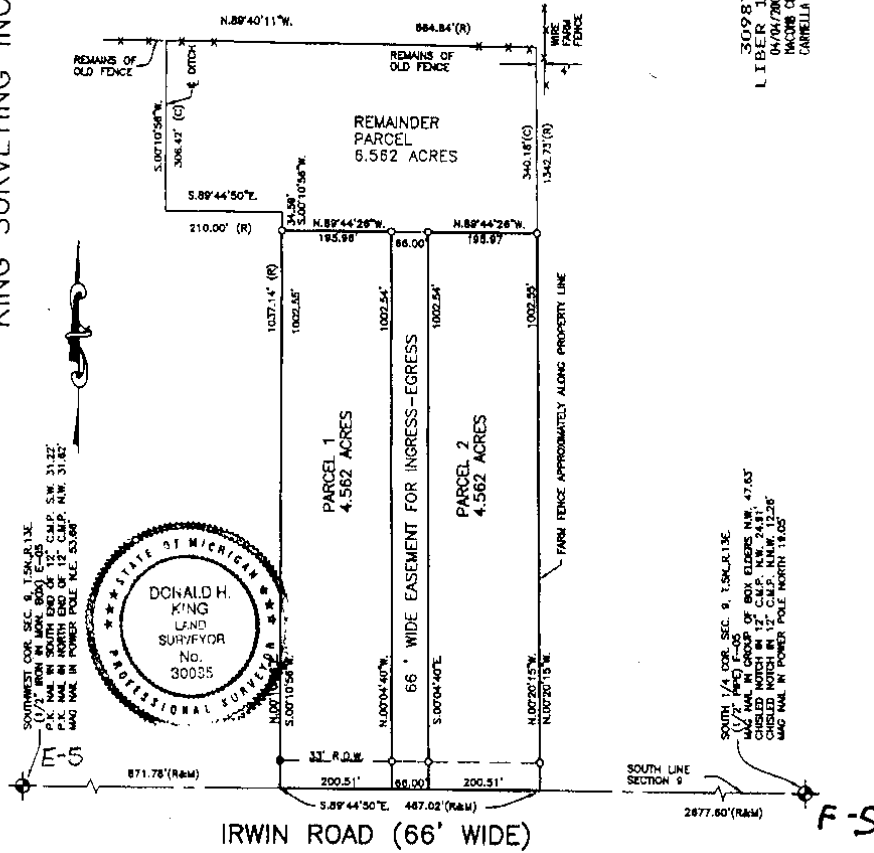 KING SURVEYING INC
N.89°40'11"W.
664.84'(R)
REMAINS OF
OLD FENCE
℄ DITCH
REMAINS OF
OLD FENCE
WIRE
FARM
FENCE
4'
3098
LIBER 1
04/04/200
MACOMB C
CARMELLA
S.00°10'56"W.
306.42' (C)
REMAINDER
PARCEL
6.562 ACRES
340.18'(C)
1342.73'(R)
S.89°44'50"E.
210.00' (R)
34.59'
S.00°10'56"W.
N.89°44'26"W.
195.96'
66.00'
N.89°44'26"W.
195.97'
1037.14' (R)
1002.55'
1002.54'
1002.54'
1002.55'
PARCEL 1
4.562 ACRES
66' WIDE EASEMENT FOR INGRESS-EGRESS
PARCEL 2
4.562 ACRES
FARM FENCE APPROXIMATELY ALONG PROPERTY LINE
SOUTHWEST COR. SEC. 9, T.5N.,R.13E.
(1/2" IRON IN MON. BOX) E-05
P.K. NAIL IN SOUTH END OF 12" C.M.P. S.W. 31.22'
P.K. NAIL IN NORTH END OF 12" C.M.P. N.W. 31.62'
MAG NAIL IN POWER POLE N.E. 53.66'
E-5
STATE OF MICHIGAN
DONALD H.
KING
LAND
SURVEYOR
No.
30035
PROFESSIONAL SURVEYOR
S.00°10'56"W.
N.00°04'40"W.
S.00°04'40"E.
N.00°20'15"W.
N.00°20'15"W.
SOUTH 1/4 COR. SEC. 9, T.5N.,R.13E.
(1/2" PIPE) F-05
MAG NAIL IN GROUP OF BOX ELDERS N.W. 47.63'
CHISLED NOTCH IN 12" C.M.P. N.W. 24.91'
CHISLED NOTCH IN 12" C.M.P. N.N.W. 12.26'
MAG NAIL IN POWER POLE NORTH 19.05'
33' R.O.W.
871.78'(R&M)
200.51'
66.00'
200.51'
S.89°44'50"E. 467.02'(R&M)
SOUTH LINE
SECTION 9
2677.60'(R&M)
F-5
IRWIN ROAD (66' WIDE)